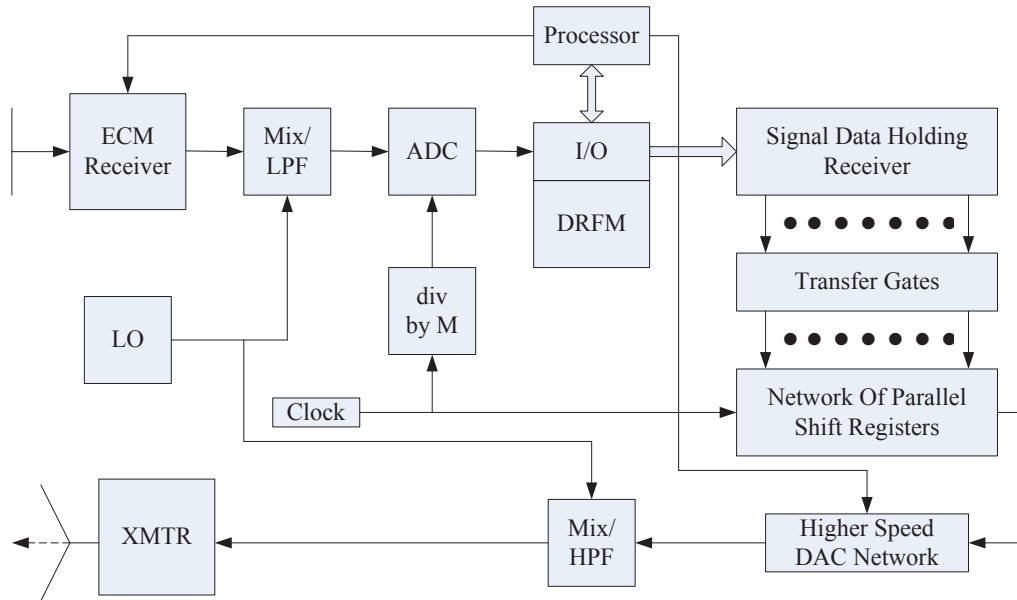 Processor
ECM
Receiver
Mix/
LPF
ADC
I/O
DRFM
Signal Data Holding
Receiver
Transfer Gates
div
by M
LO
Clock
Network Of Parallel
Shift Registers
XMTR
Mix/
HPF
Higher Speed
DAC Network